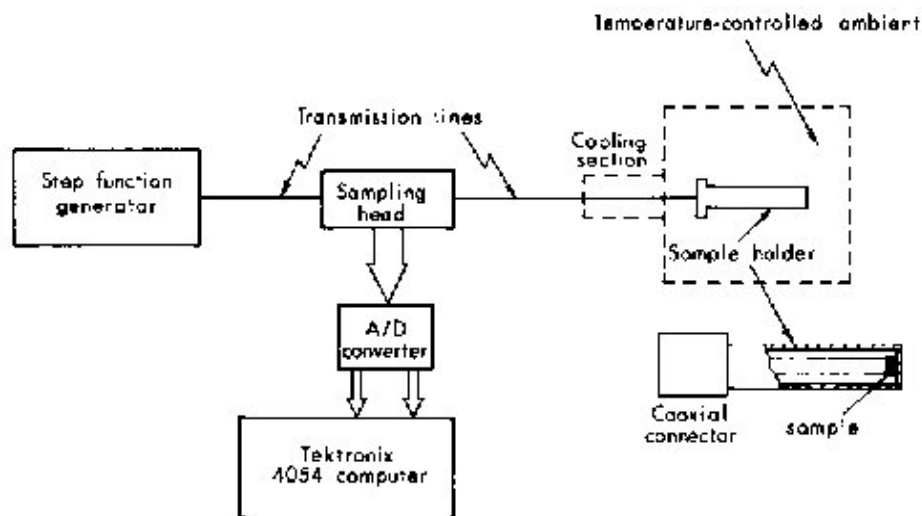 Temperature-controlled ambient
Transmission lines
Cooling
section
Step function
generator
Sampling
head
Sample holder
A/D
converter
Coaxial
connector
sample
Tektronix
4054 computer